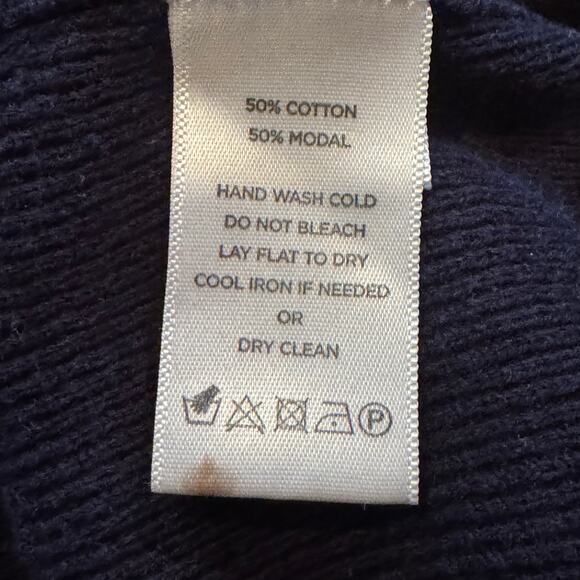 50% COTTON
50% MODAL
HAND WASH COLD
DO NOT BLEACH
LAY FLAT TO DRY
COOL IRON IF NEEDED
OR
DRY CLEAN
P